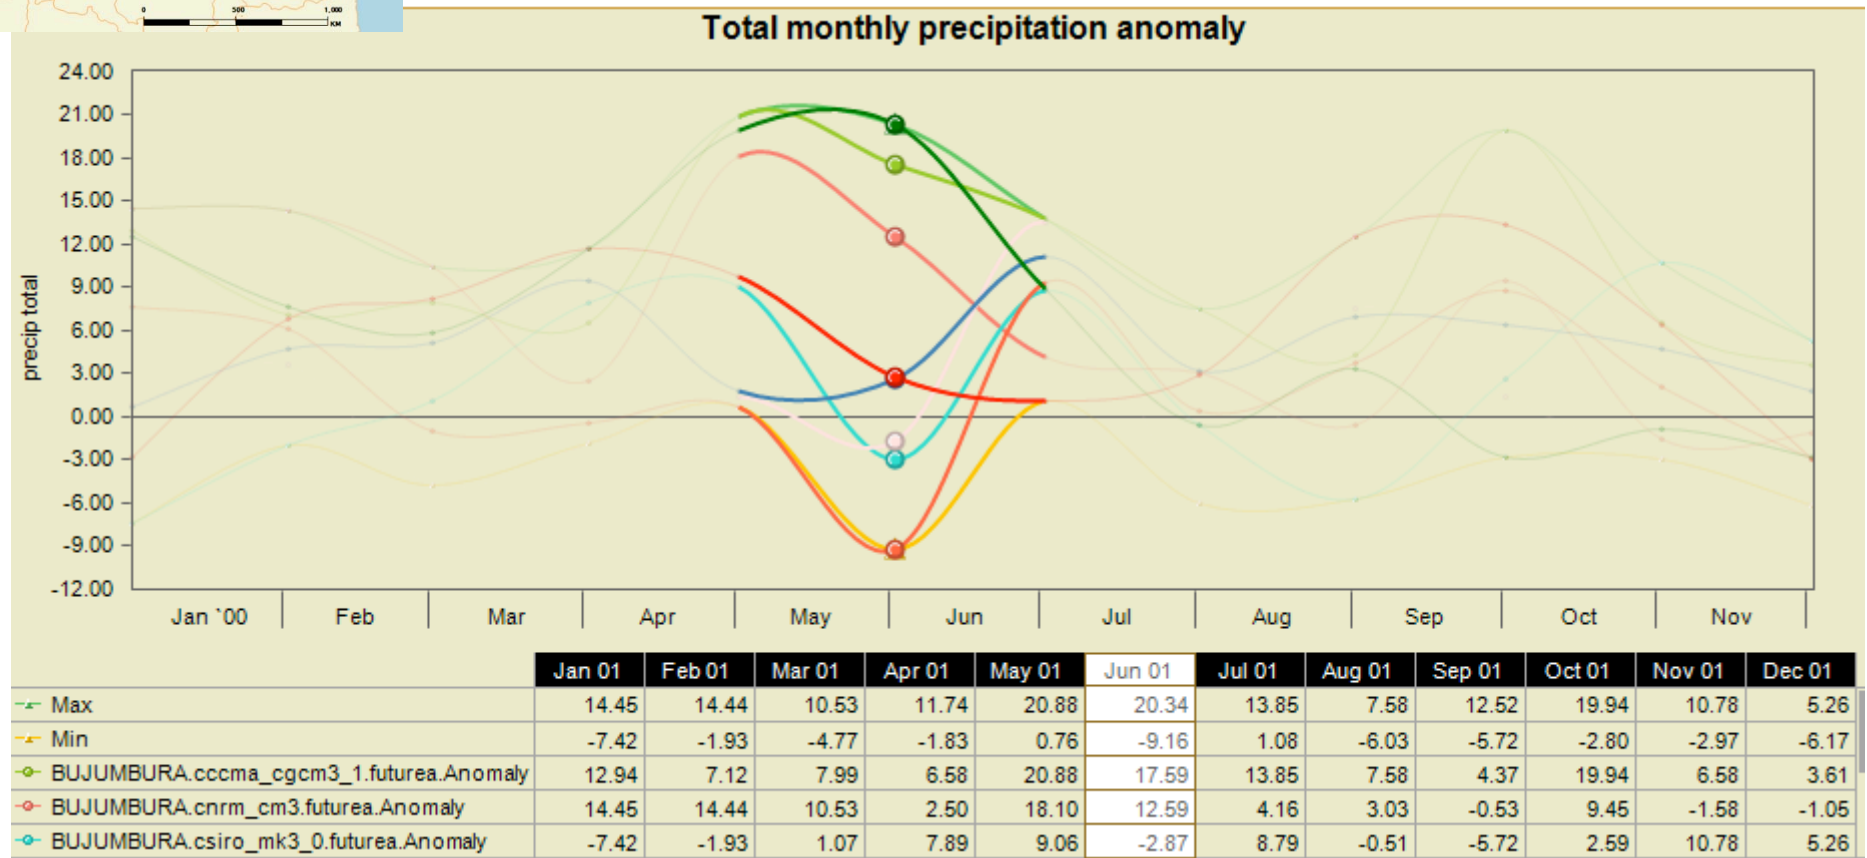 0 500 1,000
KM
Total monthly precipitation anomaly
precip total
24.00
21.00
18.00
15.00
12.00
9.00
6.00
3.00
0.00
-3.00
-6.00
-9.00
-12.00
Jan `00 Feb Mar Apr May Jun Jul Aug Sep Oct Nov
Jan 01 Feb 01 Mar 01 Apr 01 May 01 Jun 01 Jul 01 Aug 01 Sep 01 Oct 01 Nov 01 Dec 01
Max 14.45 14.44 10.53 11.74 20.88 20.34 13.85 7.58 12.52 19.94 10.78 5.26
Min -7.42 -1.93 -4.77 -1.83 0.76 -9.16 1.08 -6.03 -5.72 -2.80 -2.97 -6.17
BUJUMBURA.cccma_cgcm3_1.futurea.Anomaly 12.94 7.12 7.99 6.58 20.88 17.59 13.85 7.58 4.37 19.94 6.58 3.61
BUJUMBURA.cnrm_cm3.futurea.Anomaly 14.45 14.44 10.53 2.50 18.10 12.59 4.16 3.03 -0.53 9.45 -1.58 -1.05
BUJUMBURA.csiro_mk3_0.futurea.Anomaly -7.42 -1.93 1.07 7.89 9.06 -2.87 8.79 -0.51 -5.72 2.59 10.78 5.26